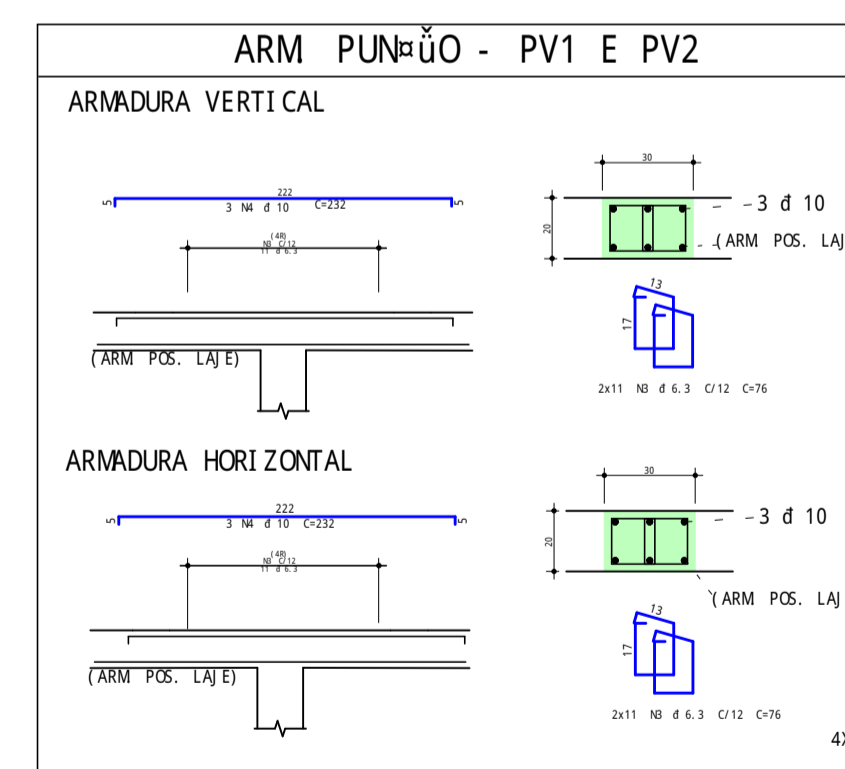 ARM PUN¤ǔO - PV1 E PV2
ARMADURA VERTICAL
222
5
5
3 N4 đ 10 C=232
(4R)
N3 C/12
11 đ 6.3
(ARM POS. LAJE)
30
20
3 đ 10
(ARM POS. LAJ
13
17
2x11 N3 đ 6.3 C/12 C=76
ARMADURA HORIZONTAL
222
5
5
3 N4 đ 10 C=232
(4R)
N3 C/12
11 đ 6.3
(ARM POS. LAJE)
30
20
3 đ 10
(ARM POS. LAJ
13
17
2x11 N3 đ 6.3 C/12 C=76
4X